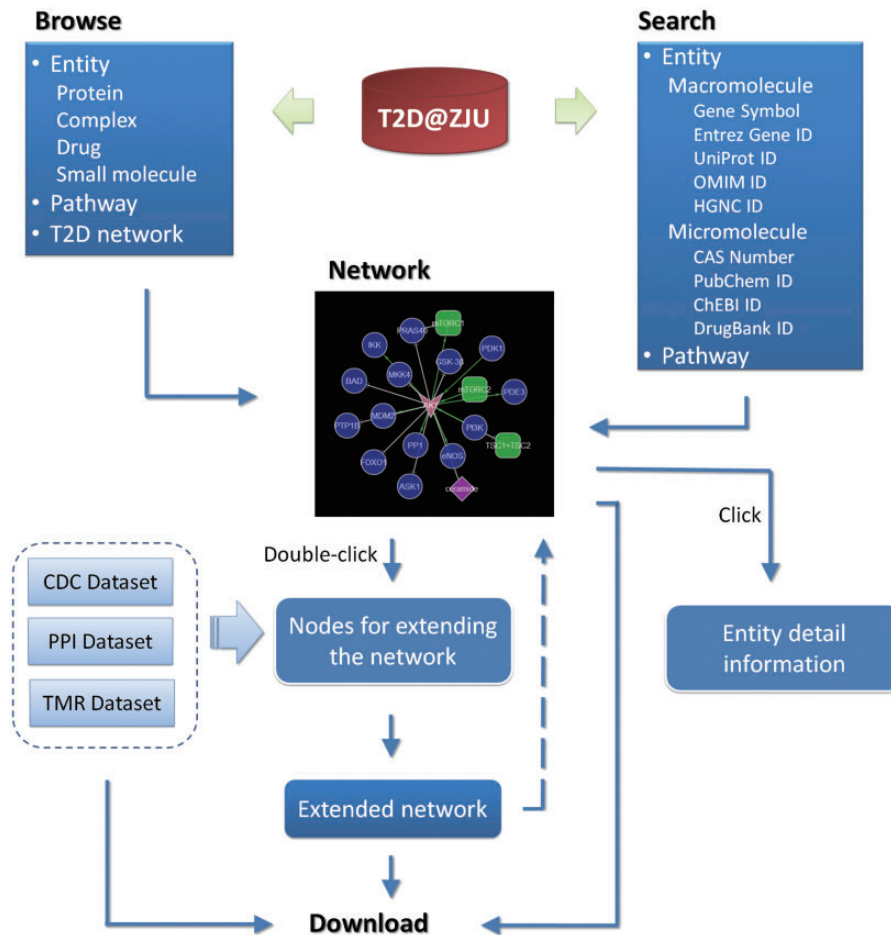 Browse
• Entity
Protein
Complex
Drug
Small molecule
• Pathway
• T2D network
T2D@ZJU
Search
• Entity
Macromolecule
Gene Symbol
Entrez Gene ID
UniProt ID
OMIM ID
HGNC ID
Micromolecule
CAS Number
PubChem ID
ChEBI ID
DrugBank ID
• Pathway
Network
PRAS40
mTORC1
IKK
GSK-3β
PDK1
MKK4
BAD
mTORC2
PDE3
MDM2
PTP1B
PI3K
PP1
TSC1+TSC2
eNOS
FOXO1
ASK1
ceramide
Double-click
Click
CDC Dataset
PPI Dataset
TMR Dataset
Nodes for extending
the network
Entity detail
information
Extended network
Download